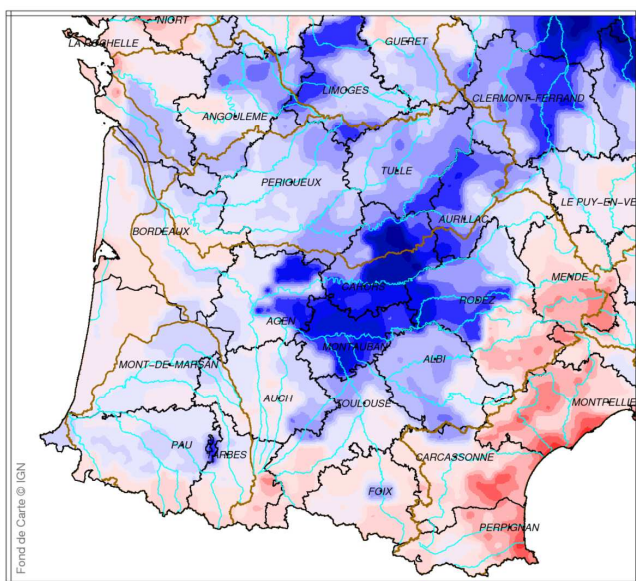 NIORT
LA ROCHELLE
GUERET
LIMOGES
CLERMONT-FERRAND
ANGOULEME
TULLE
PERIGUEUX
LE PUY-EN-VE
AURILLAC
BORDEAUX
MENDE
CAHORS
RODEZ
AGEN
MONTAUBAN
ALBI
MONT-DE-MARSAN
AUCH
TOULOUSE
MONTPELLIE
PAU
TARBES
CARCASSONNE
FOIX
PERPIGNAN
Fond de Carte © IGN